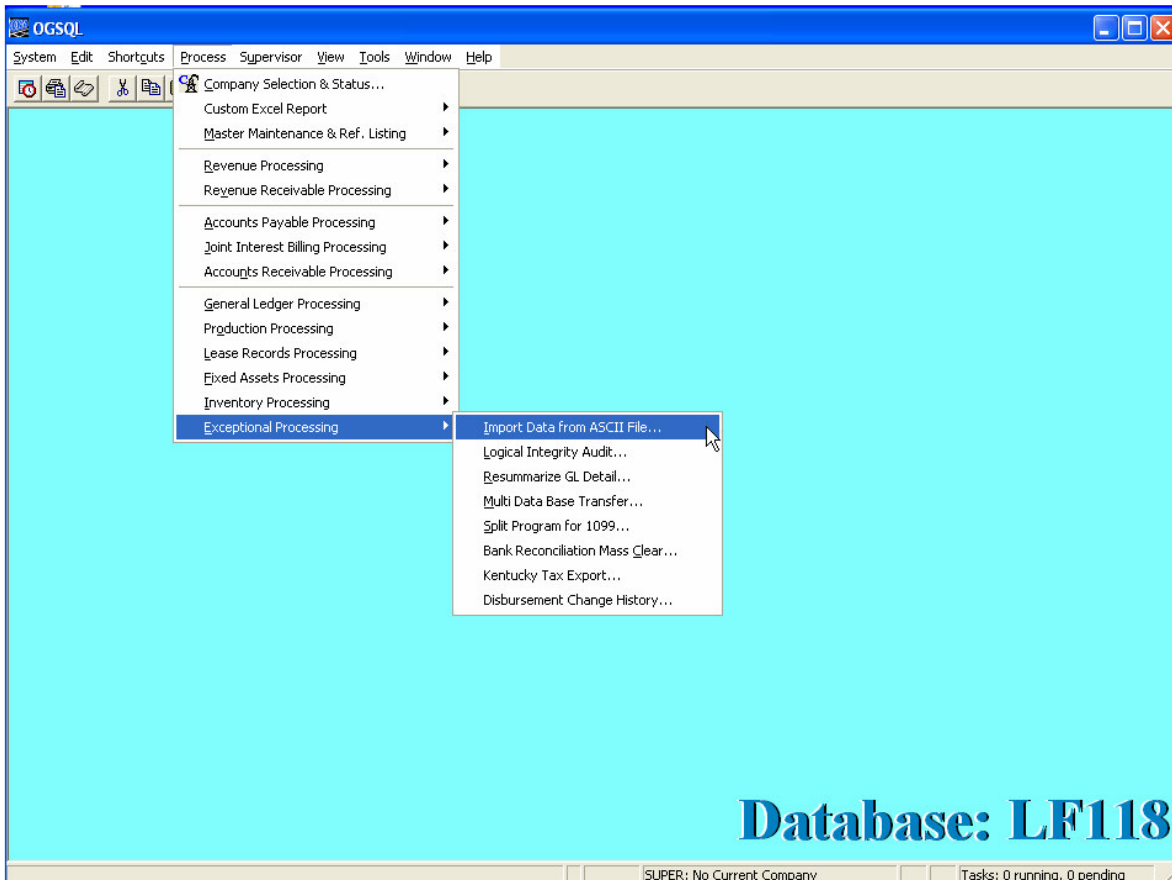 OGSQL
System Edit Shortcuts Process Supervisor View Tools Window Help
Company Selection & Status...
Custom Excel Report
Master Maintenance & Ref. Listing
Revenue Processing
Revenue Receivable Processing
Accounts Payable Processing
Joint Interest Billing Processing
Accounts Receivable Processing
General Ledger Processing
Production Processing
Lease Records Processing
Fixed Assets Processing
Inventory Processing
Exceptional Processing
Import Data from ASCII File...
Logical Integrity Audit...
Resummarize GL Detail...
Multi Data Base Transfer...
Split Program for 1099...
Bank Reconciliation Mass Clear...
Kentucky Tax Export...
Disbursement Change History...
Database: LF118
SUPER: No Current Company
Tasks: 0 running, 0 pending